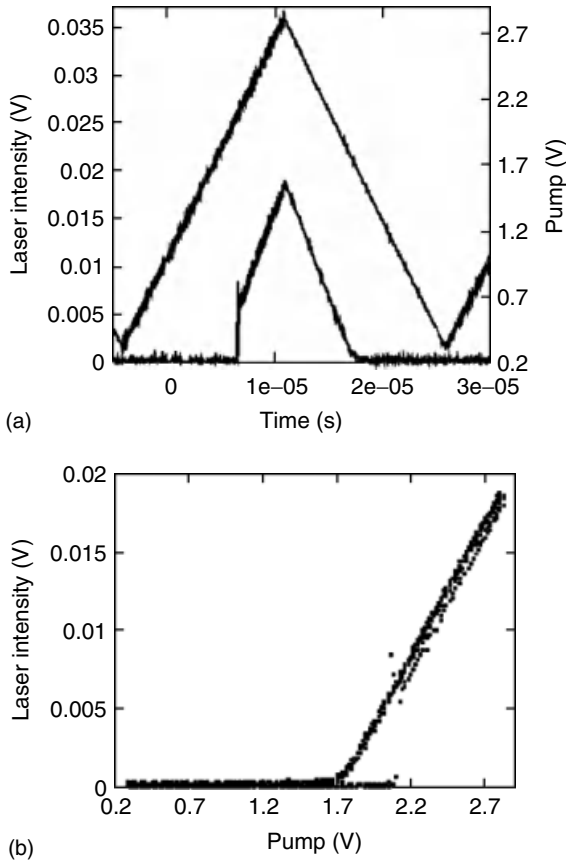 0.035
0.03
0.025
0.02
0.015
0.01
0.005
0
Laser intensity (V)
2.7
2.2
1.7
1.2
0.7
0.2
Pump (V)
0 1e−05 2e−05 3e−05
Time (s)
(a)
0.02
0.015
0.01
0.005
0
Laser intensity (V)
0.2 0.7 1.2 1.7 2.2 2.7
Pump (V)
(b)